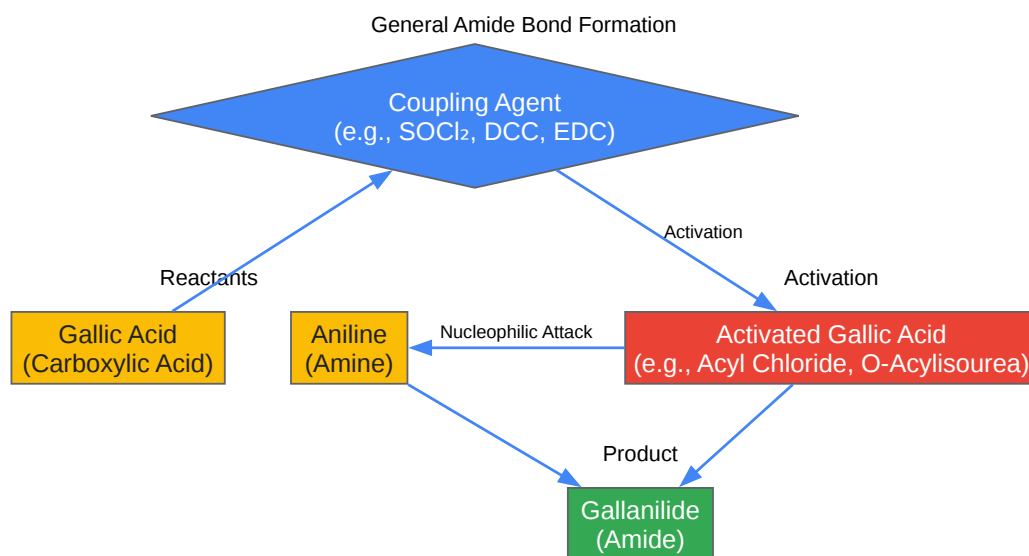 General Amide Bond Formation
Coupling Agent
(e.g., SOCl₂, DCC, EDC)
Activation
Reactants
Activation
Gallic Acid
(Carboxylic Acid)
Aniline
(Amine)
Nucleophilic Attack
Activated Gallic Acid
(e.g., Acyl Chloride, O-Acylisourea)
Product
Gallanilide
(Amide)